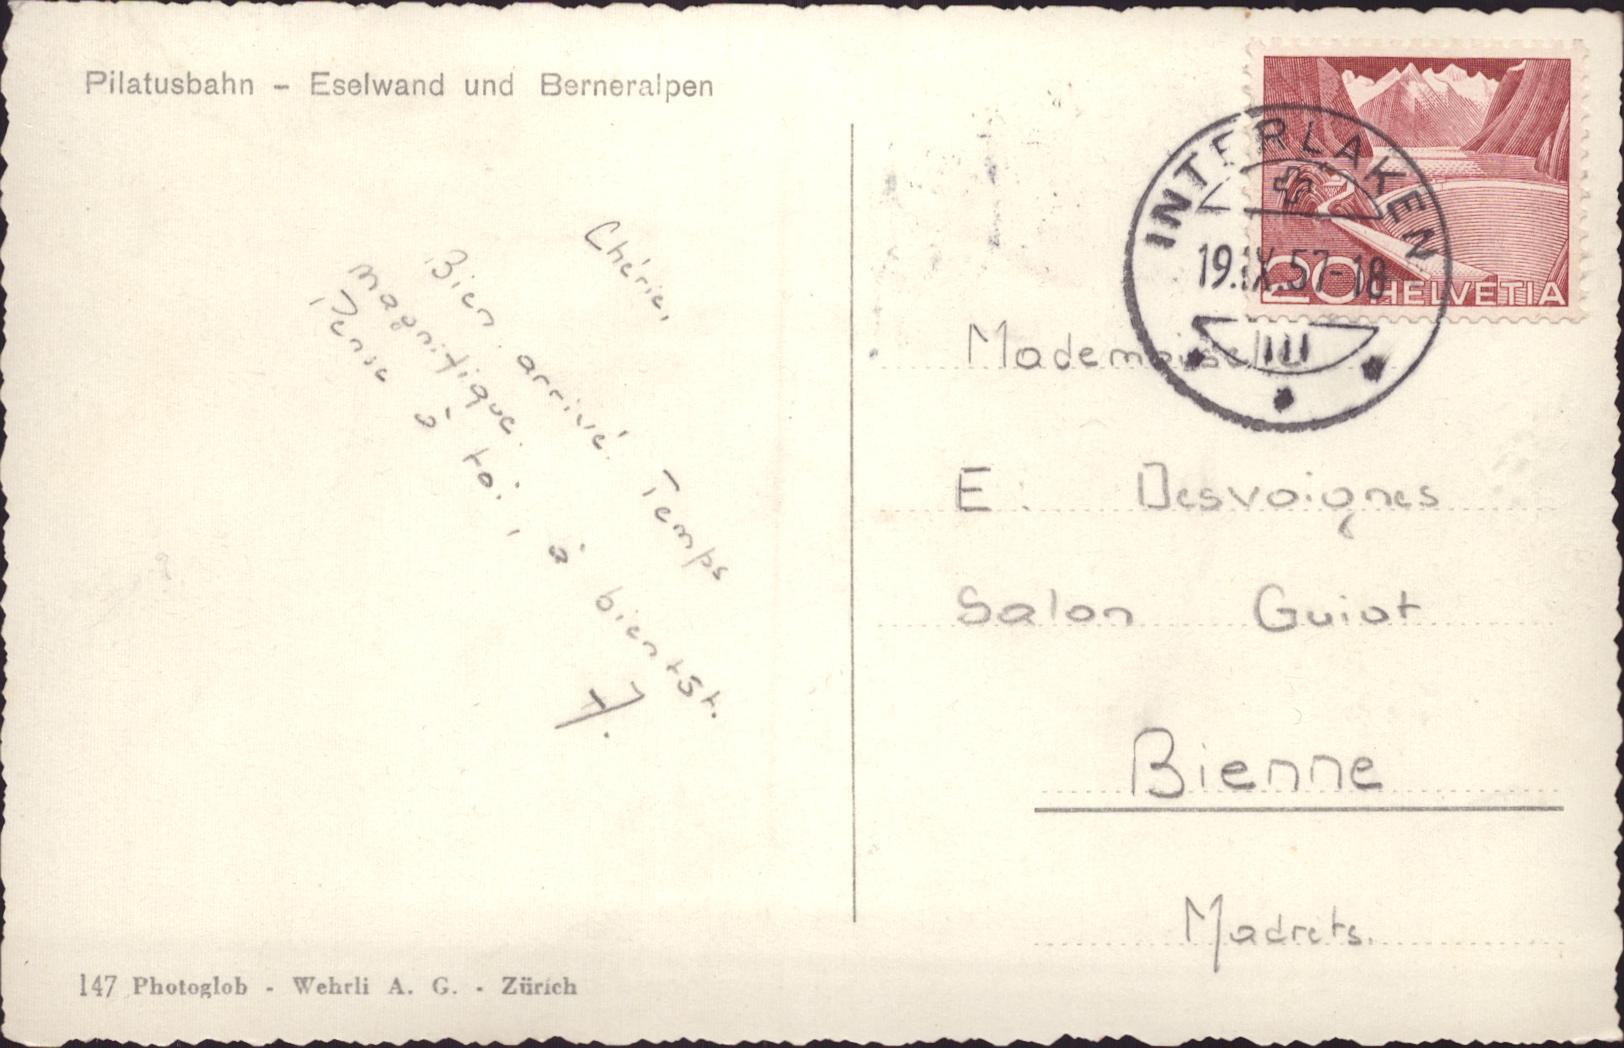 Pilatusbahn – Eselwand und Berneralpen
Chérie,
Bien arrivé. Temps
magnifique.
Pense à toi, à bientôt.
INTERLAKEN
19.IX.57-18
20 HELVETIA
Mademoiselle
E. Desvoignes
Salon Guiot
Bienne
Madrets.
147 Photoglob - Wehrli A. G. - Zürich